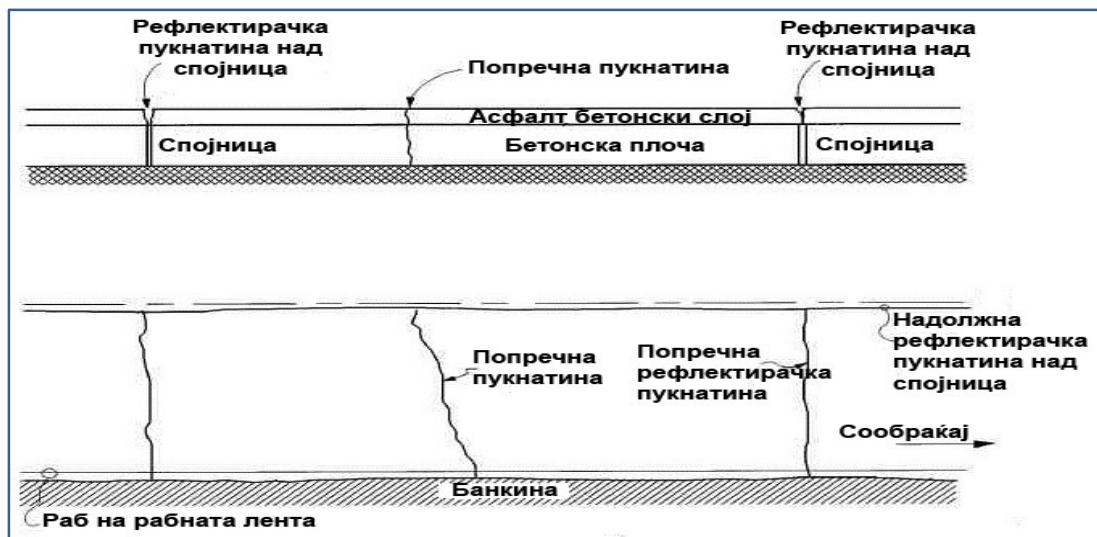 Рефлектирачка
пукнатина над
спојница
Попречна пукнатина
Рефлектирачка
пукнатина над
спојница
Асфалт бетонски слој
Спојница
Бетонска плоча
Спојница
Надолжна
рефлектирачка
пукнатина над
спојница
Попречна
пукнатина
Попречна
рефлектирачка
пукнатина
Сообраќај
Банкина
Раб на рабната лента